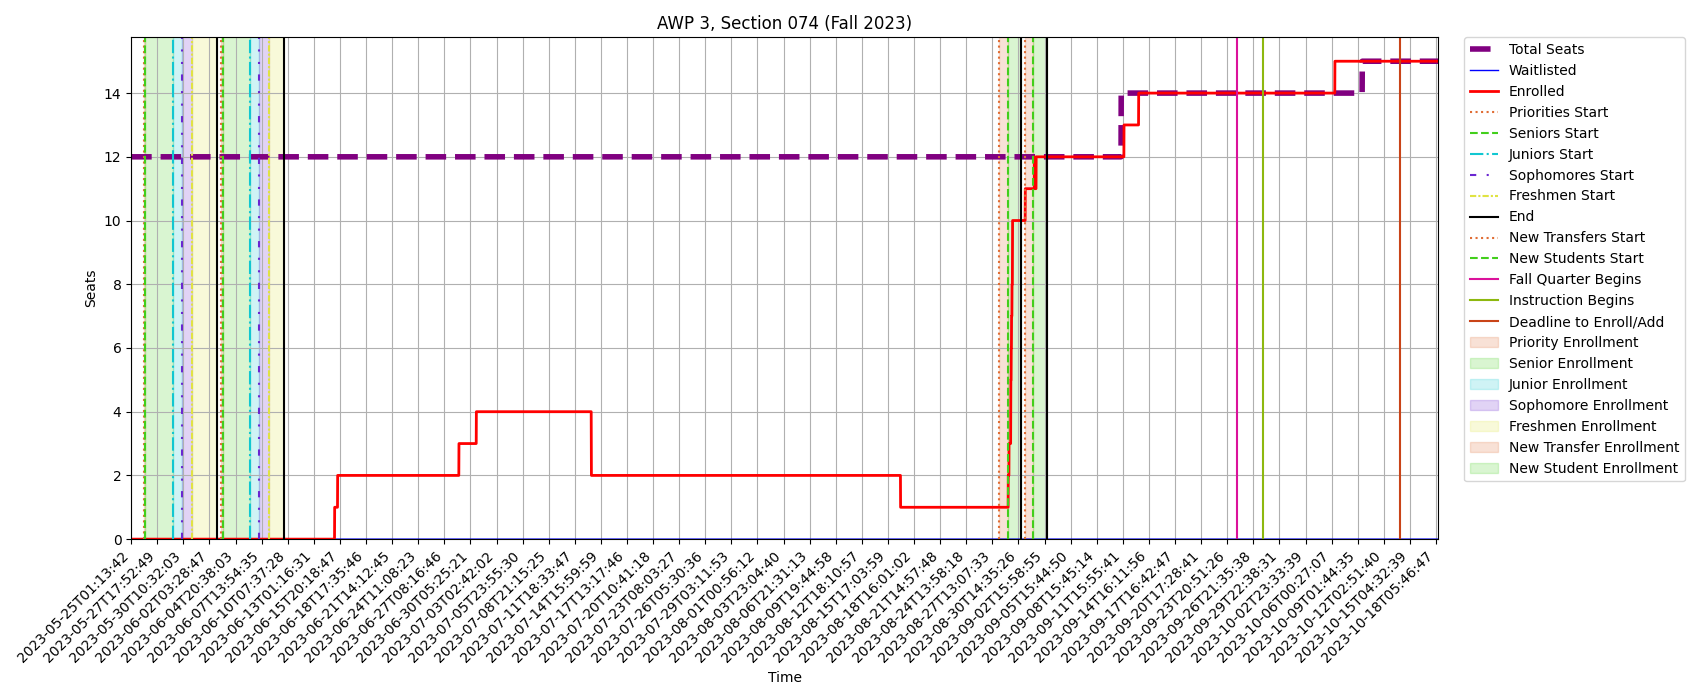 AWP 3, Section 074 (Fall 2023)
Seats
14
12
10
8
6
4
2
0
2023-05-25T01:13:42
2023-05-27T17:52:49
2023-05-30T10:32:03
2023-06-02T03:28:47
2023-06-04T20:38:03
2023-06-07T13:54:35
2023-06-10T07:37:28
2023-06-13T01:16:31
2023-06-15T20:18:47
2023-06-18T17:35:46
2023-06-21T14:12:45
2023-06-24T11:08:23
2023-06-27T08:16:46
2023-06-30T05:25:21
2023-07-03T02:42:02
2023-07-05T23:55:30
2023-07-08T21:15:25
2023-07-11T18:33:47
2023-07-14T15:59:59
2023-07-17T13:17:46
2023-07-20T10:41:18
2023-07-23T08:03:27
2023-07-26T05:30:36
2023-07-29T03:11:53
2023-08-01T00:56:12
2023-08-03T23:04:40
2023-08-06T21:31:13
2023-08-09T19:44:58
2023-08-12T18:10:57
2023-08-15T17:03:59
2023-08-18T16:01:02
2023-08-21T14:57:48
2023-08-24T13:58:18
2023-08-27T13:07:33
2023-08-30T14:35:26
2023-09-02T15:58:55
2023-09-05T15:44:50
2023-09-08T15:45:14
2023-09-11T15:55:41
2023-09-14T16:11:56
2023-09-17T16:42:47
2023-09-20T17:28:41
2023-09-23T20:51:26
2023-09-26T21:35:38
2023-09-29T22:38:31
2023-10-02T23:33:39
2023-10-06T00:27:07
2023-10-09T01:44:35
2023-10-12T02:51:40
2023-10-15T04:32:39
2023-10-18T05:46:47
Time
Total Seats
Waitlisted
Enrolled
Priorities Start
Seniors Start
Juniors Start
Sophomores Start
Freshmen Start
End
New Transfers Start
New Students Start
Fall Quarter Begins
Instruction Begins
Deadline to Enroll/Add
Priority Enrollment
Senior Enrollment
Junior Enrollment
Sophomore Enrollment
Freshmen Enrollment
New Transfer Enrollment
New Student Enrollment